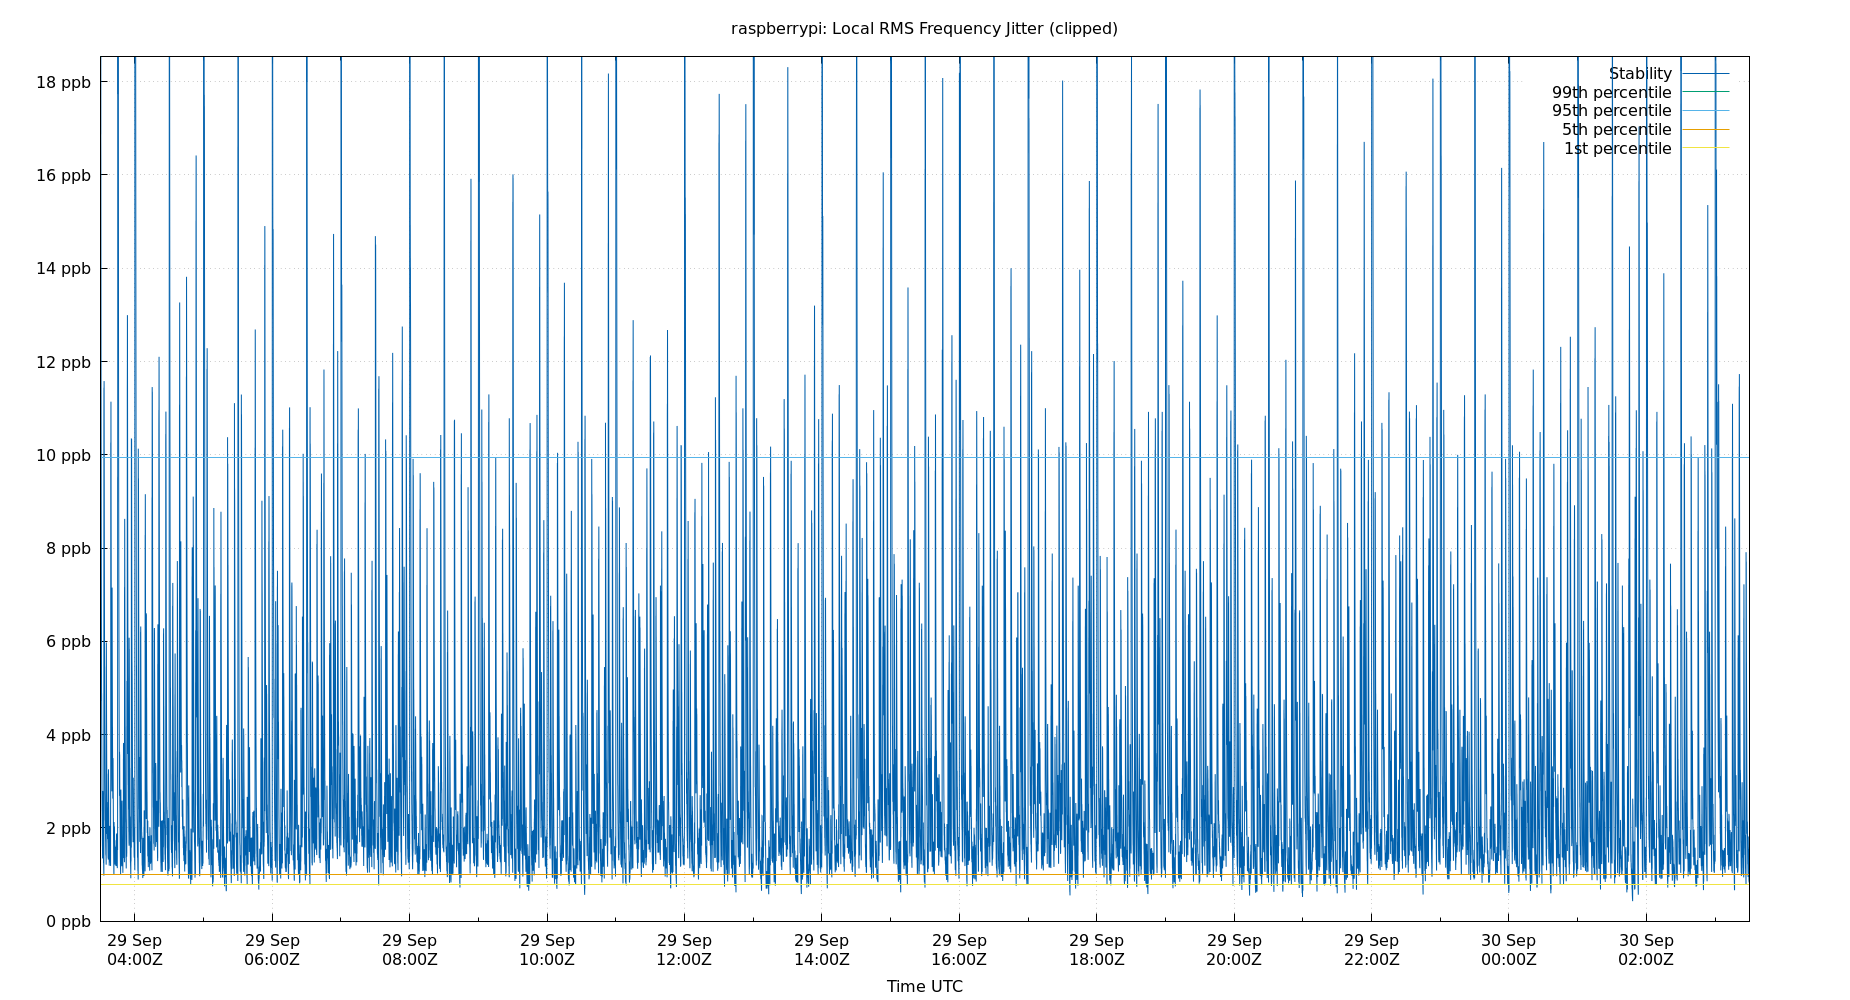 raspberrypi: Local RMS Frequency Jitter (clipped)
18 ppb
16 ppb
14 ppb
12 ppb
10 ppb
8 ppb
6 ppb
4 ppb
2 ppb
0 ppb
Stability
99th percentile
95th percentile
5th percentile
1st percentile
29 Sep 29 Sep 29 Sep 29 Sep 29 Sep 29 Sep 29 Sep 29 Sep 29 Sep 29 Sep 30 Sep 30 Sep
04:00Z 06:00Z 08:00Z 10:00Z 12:00Z 14:00Z 16:00Z 18:00Z 20:00Z 22:00Z 00:00Z 02:00Z
Time UTC